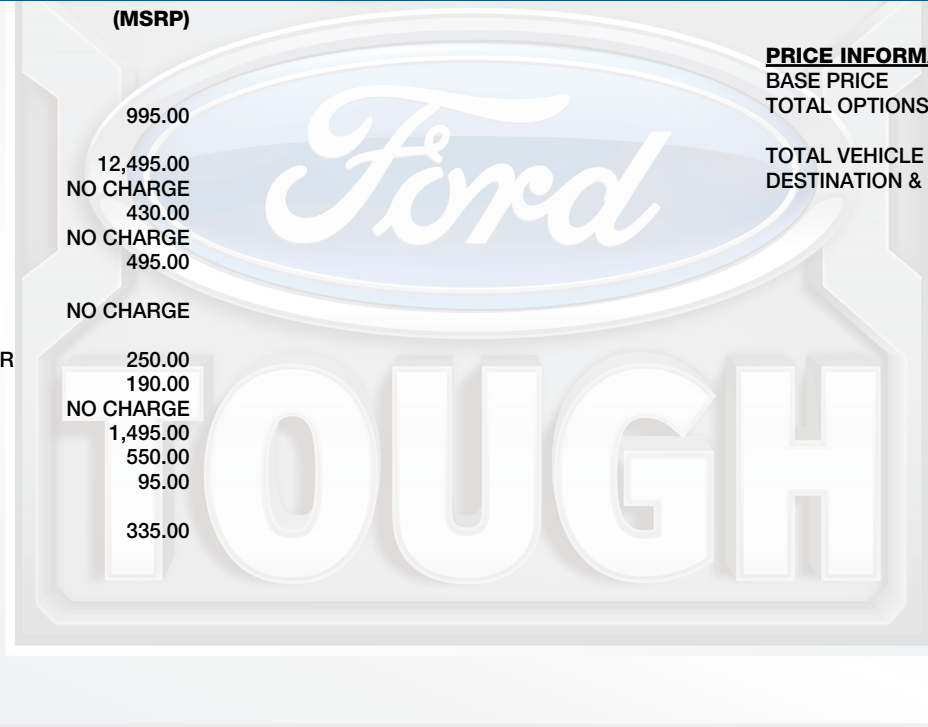 (MSRP)
995.00
12,495.00
NO CHARGE
430.00
NO CHARGE
495.00
NO CHARGE
R
250.00
190.00
NO CHARGE
1,495.00
550.00
95.00
335.00
PRICE INFORMA
BASE PRICE
TOTAL OPTIONS
TOTAL VEHICLE
DESTINATION &
Ford
TOUGH